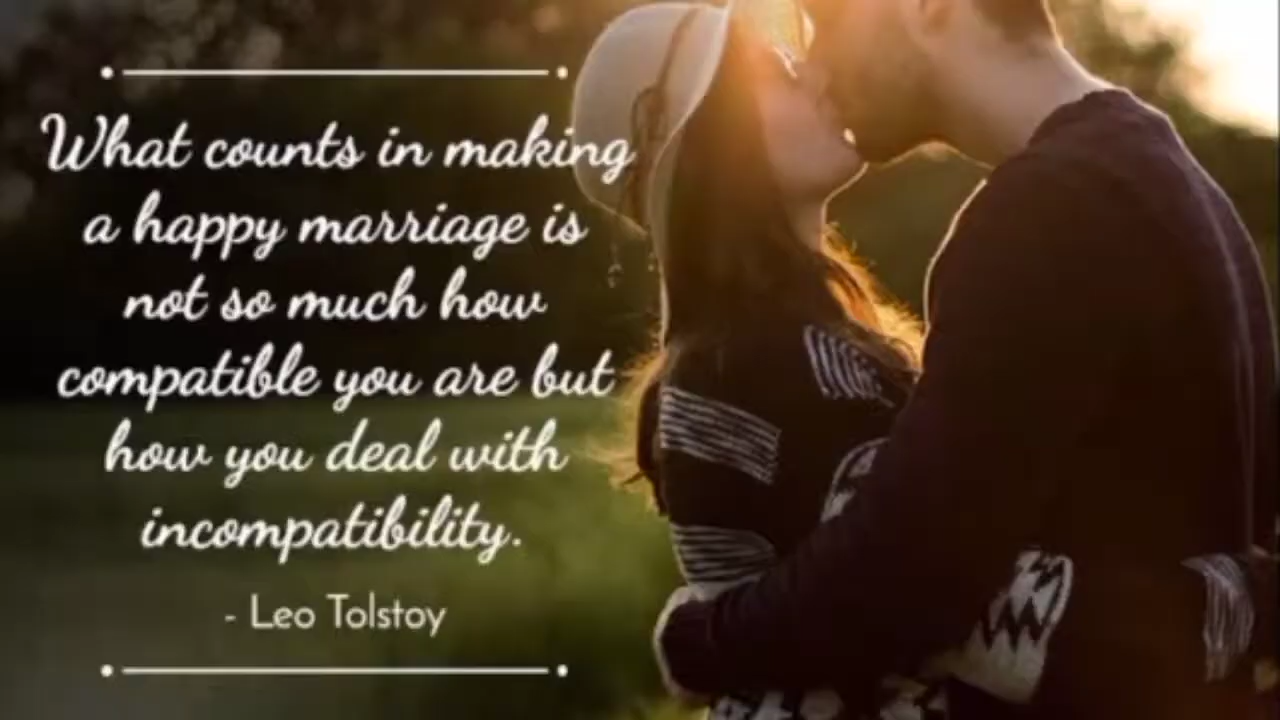 What counts in making
a happy marriage is
not so much how
compatible you are but
how you deal with
incompatibility.
- Leo Tolstoy